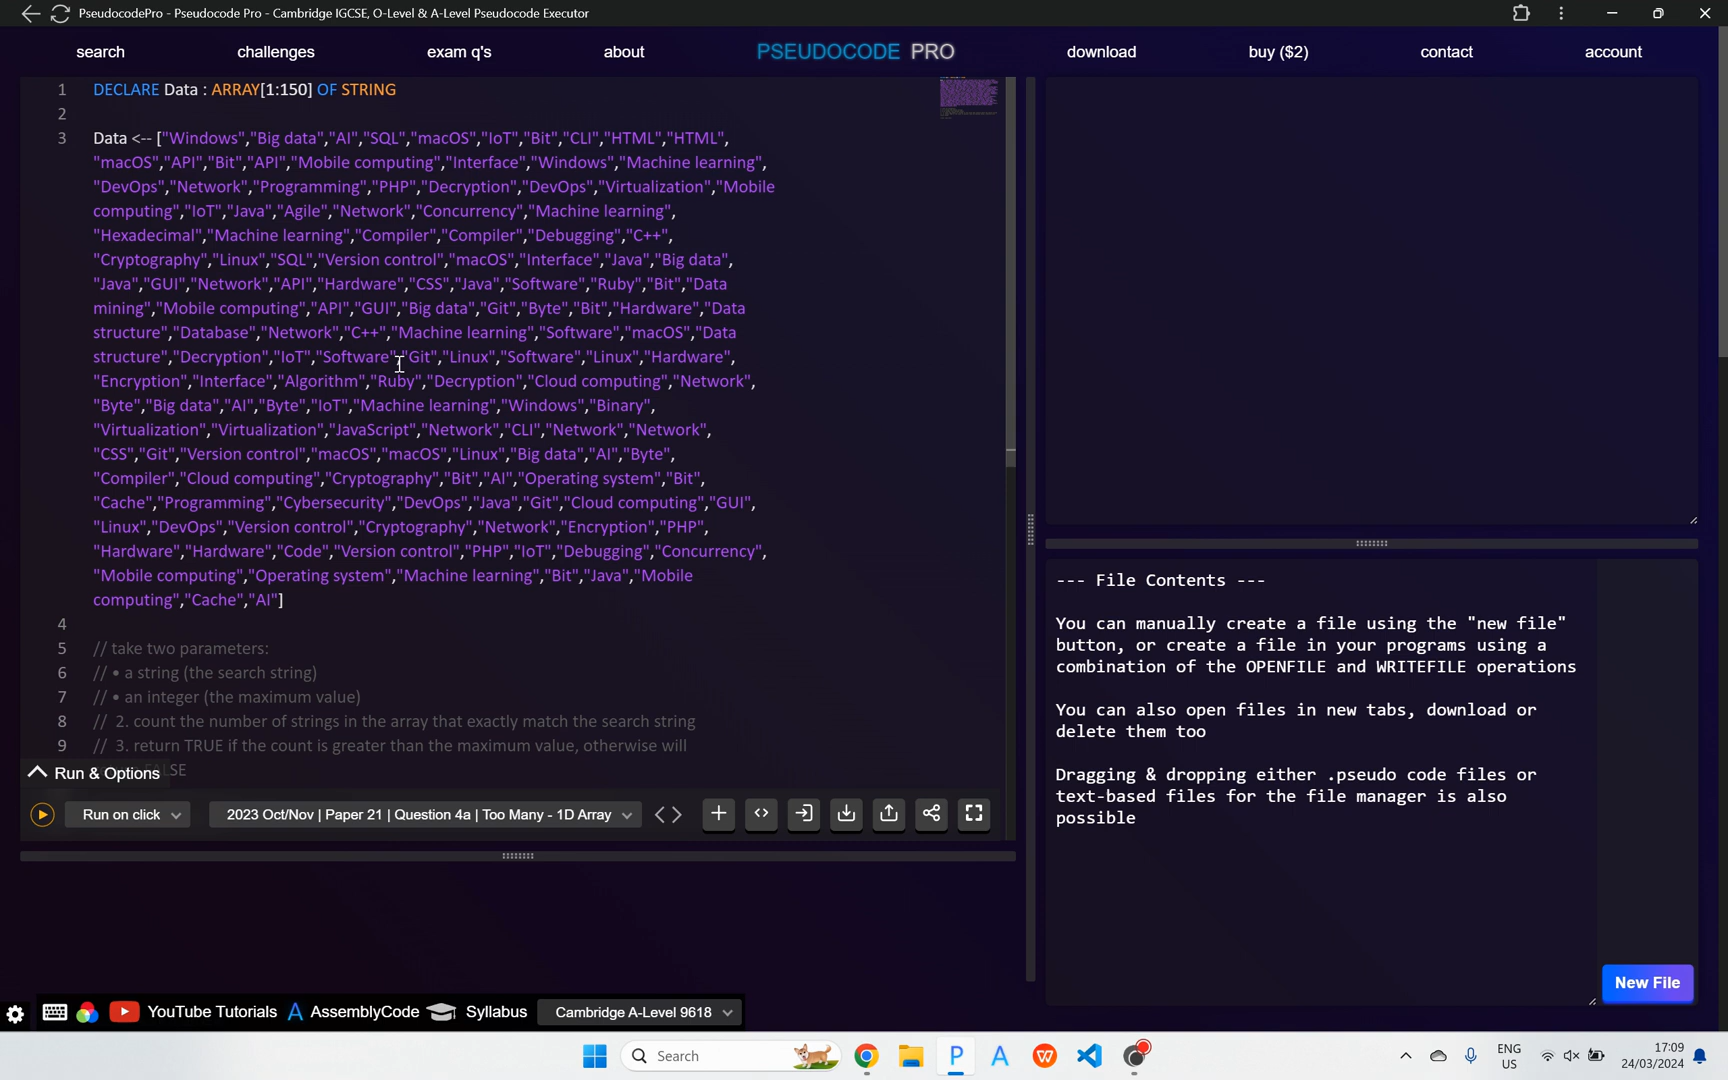 PseudocodePro - Pseudocode Pro - Cambridge IGCSE, O-Level & A-Level Pseudocode Executor
search challenges exam q's about PSEUDOCODE PRO download buy ($2) contact account
1 DECLARE Data : ARRAY[1:150] OF STRING
2
3 Data <-- ["Windows","Big data","AI","SQL","macOS","IoT","Bit","CLI","HTML","HTML",
"macOS","API","Bit","API","Mobile computing","Interface","Windows","Machine learning",
"DevOps","Network","Programming","PHP","Decryption","DevOps","Virtualization","Mobile
computing","IoT","Java","Agile","Network","Concurrency","Machine learning",
"Hexadecimal","Machine learning","Compiler","Compiler","Debugging","C++",
"Cryptography","Linux","SQL","Version control","macOS","Interface","Java","Big data",
"Java","GUI","Network","API","Hardware","CSS","Java","Software","Ruby","Bit","Data
mining","Mobile computing","API","GUI","Big data","Git","Byte","Bit","Hardware","Data
structure","Database","Network","C++","Machine learning","Software","macOS","Data
structure","Decryption","IoT","Software","Git","Linux","Software","Linux","Hardware",
"Encryption","Interface","Algorithm","Ruby","Decryption","Cloud computing","Network",
"Byte","Big data","AI","Byte","IoT","Machine learning","Windows","Binary",
"Virtualization","Virtualization","JavaScript","Network","CLI","Network","Network",
"CSS","Git","Version control","macOS","macOS","Linux","Big data","AI","Byte",
"Compiler","Cloud computing","Cryptography","Bit","AI","Operating system","Bit",
"Cache","Programming","Cybersecurity","DevOps","Java","Git","Cloud computing","GUI",
"Linux","DevOps","Version control","Cryptography","Network","Encryption","PHP",
"Hardware","Hardware","Code","Version control","PHP","IoT","Debugging","Concurrency",
"Mobile computing","Operating system","Machine learning","Bit","Java","Mobile
computing","Cache","AI"]
4
5 // take two parameters:
6 // • a string (the search string)
7 // • an integer (the maximum value)
8 // 2. count the number of strings in the array that exactly match the search string
9 // 3. return TRUE if the count is greater than the maximum value, otherwise will
Run & Options
Run on click 2023 Oct/Nov | Paper 21 | Question 4a | Too Many - 1D Array
--- File Contents ---
You can manually create a file using the "new file"
button, or create a file in your programs using a
combination of the OPENFILE and WRITEFILE operations
You can also open files in new tabs, download or
delete them too
Dragging & dropping either .pseudo code files or
text-based files for the file manager is also
possible
New File
YouTube Tutorials AssemblyCode Syllabus Cambridge A-Level 9618
Search
ENG
US
17:09
24/03/2024